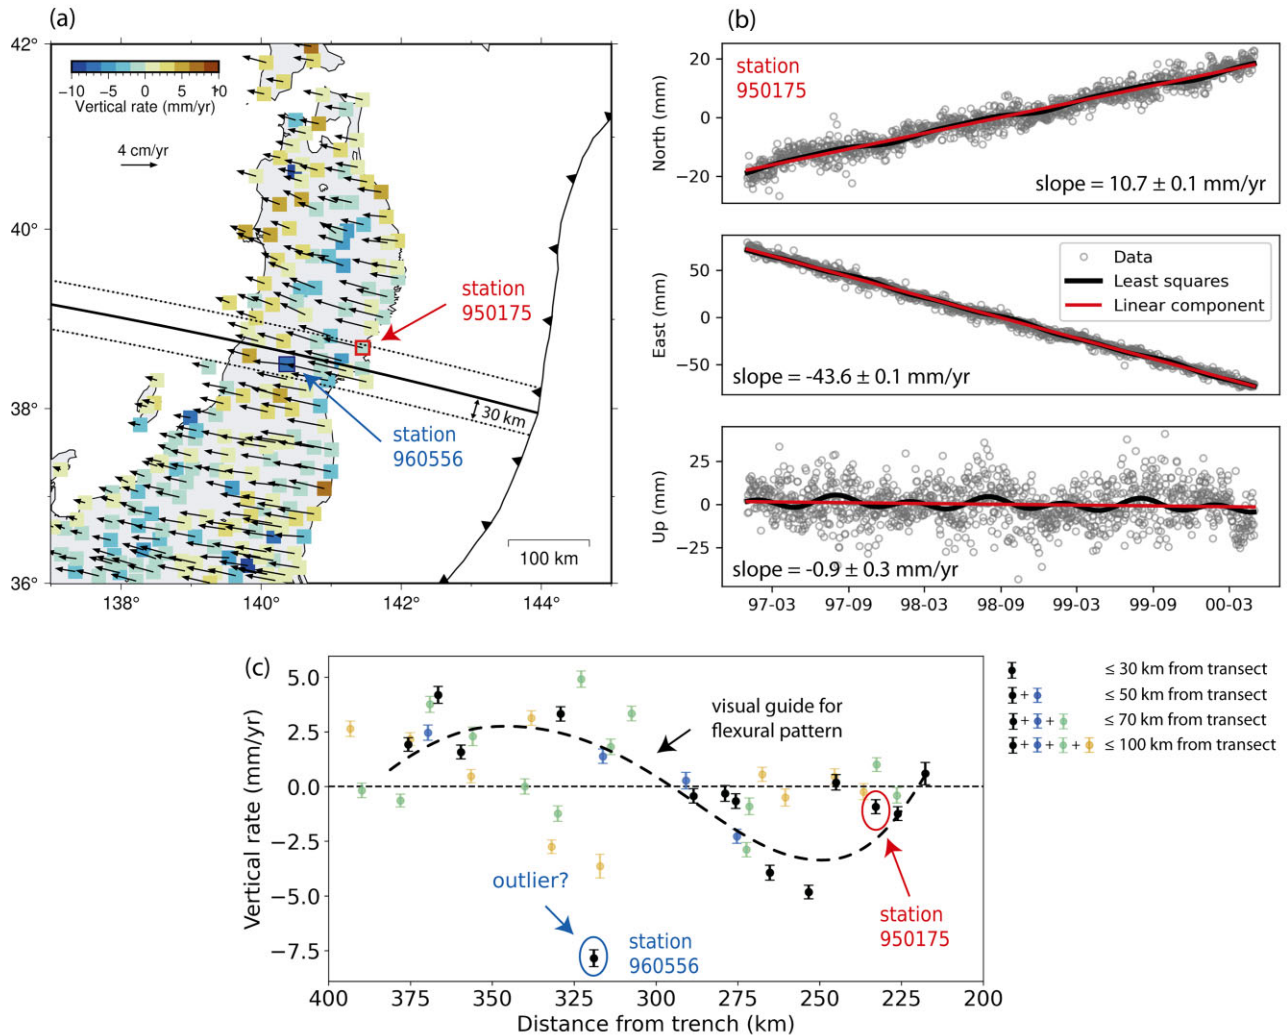 (a)
42°
40°
38°
36°
138°
140°
142°
144°
−10
−5
0
5
10
Vertical rate (mm/yr)
4 cm/yr
station
950175
station
960556
30 km
100 km
(b)
station
950175
North (mm)
20
0
−20
slope = 10.7 ± 0.1 mm/yr
East (mm)
50
0
−50
Data
Least squares
Linear component
slope = -43.6 ± 0.1 mm/yr
Up (mm)
25
0
−25
slope = -0.9 ± 0.3 mm/yr
97-03 97-09 98-03 98-09 99-03 99-09 00-03
(c)
Vertical rate (mm/yr)
5.0
2.5
0.0
−2.5
−5.0
−7.5
visual guide for
flexural pattern
outlier?
station
960556
station
950175
400 375 350 325 300 275 250 225 200
Distance from trench (km)
≤ 30 km from transect
+ ≤ 50 km from transect
+ + ≤ 70 km from transect
+ + + ≤ 100 km from transect